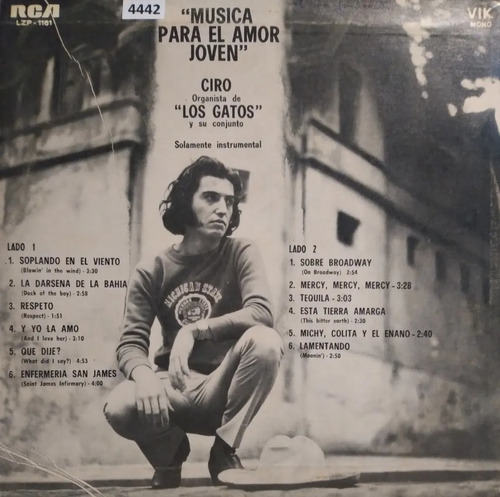 RCA
LZP - 1161
4442
VIK
MONO
"MUSICA
PARA EL AMOR
JOVEN"
CIRO
Organista de
"LOS GATOS"
y su conjunto
Solamente instrumental
LADO 1
1. SOPLANDO EN EL VIENTO
(Blowin' in the wind) - 3:30
2. LA DARSENA DE LA BAHIA
(Dock of the bay) - 2:58
3. RESPETO
(Respect) - 1:51
4. Y YO LA AMO
(And I love her) - 3:10
5. QUE DIJE?
(What did I say?) - 4:53
6. ENFERMERIA SAN JAMES
(Saint James Infirmary) - 4:00
LADO 2
1. SOBRE BROADWAY
(On Broadway) 2:54
2. MERCY, MERCY, MERCY - 3:28
3. TEQUILA - 3:03
4. ESTA TIERRA AMARGA
(This bitter earth) - 2:30
5. MICHY, COLITA Y EL ENANO - 2:40
6. LAMENTANDO
(Moanin') - 2:50
MICHIGAN STATE